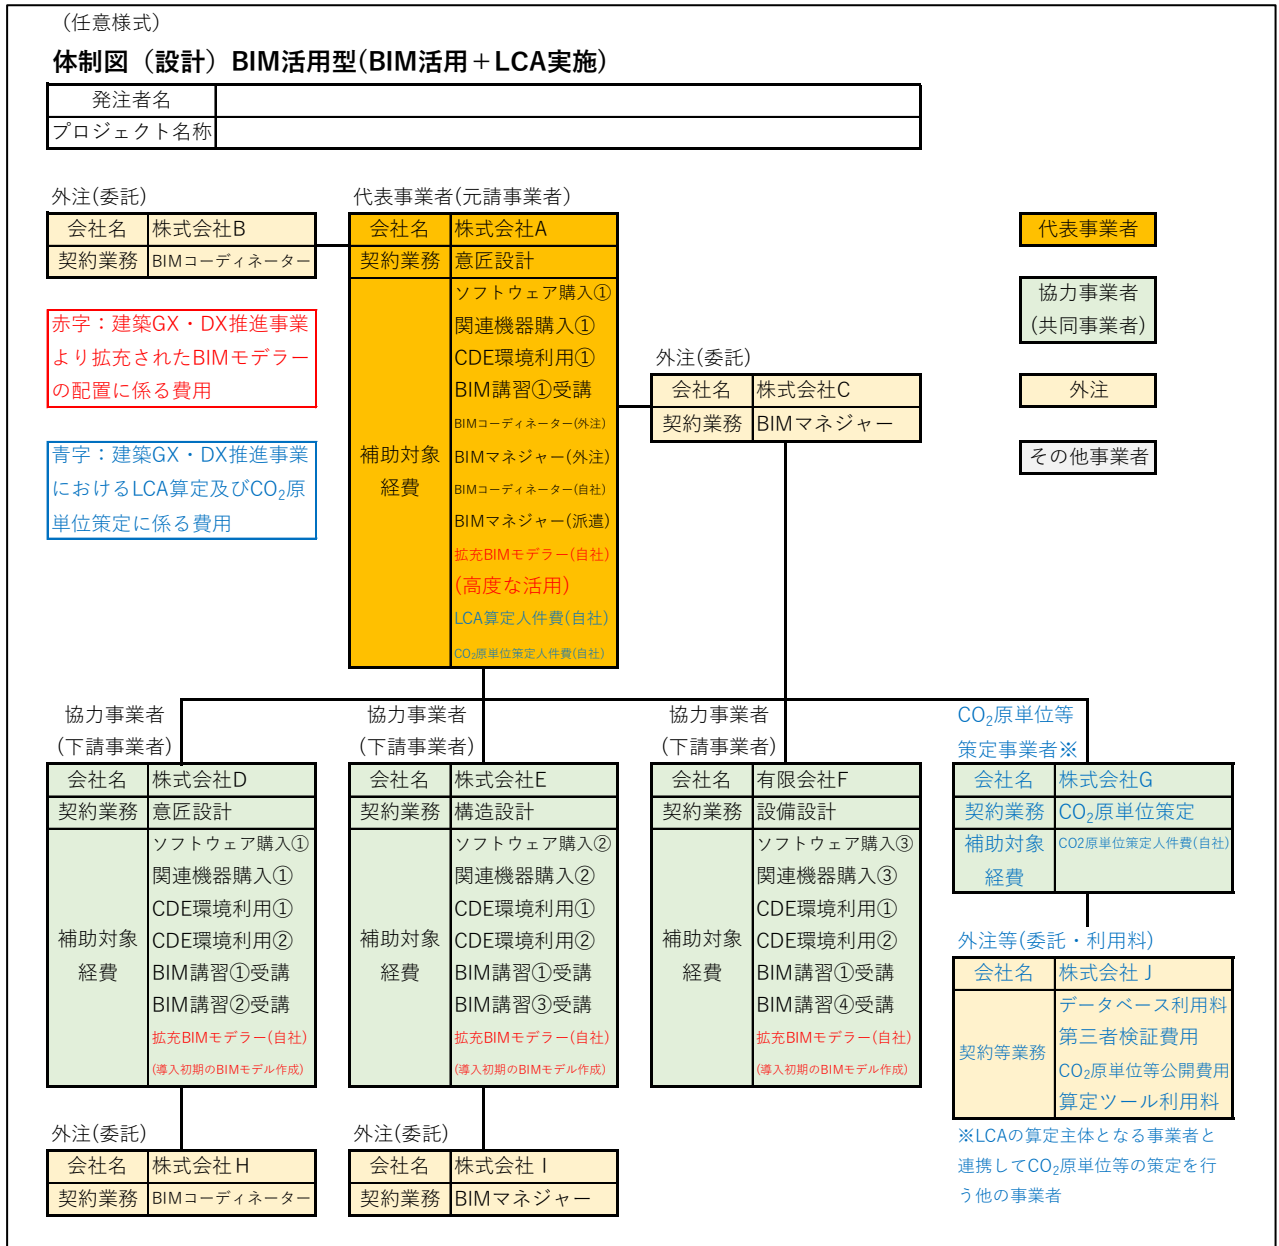 (任意様式)
体制図（設計）BIM活用型(BIM活用＋LCA実施)
発注者名
プロジェクト名称
外注(委託)
会社名 株式会社B
契約業務 BIMコーディネーター
赤字：建築GX・DX推進事業
より拡充されたBIMモデラー
の配置に係る費用
青字：建築GX・DX推進事業
におけるLCA算定及びCO₂原
単位策定に係る費用
代表事業者(元請事業者)
会社名 株式会社A
契約業務 意匠設計
補助対象
経費
ソフトウェア購入①
関連機器購入①
CDE環境利用①
BIM講習①受講
BIMコーディネーター(外注)
BIMマネジャー(外注)
BIMコーディネーター(自社)
BIMマネジャー(派遣)
拡充BIMモデラー(自社)
(高度な活用)
LCA算定人件費(自社)
CO₂原単位策定人件費(自社)
外注(委託)
会社名 株式会社C
契約業務 BIMマネジャー
代表事業者
協力事業者
(共同事業者)
外注
その他事業者
協力事業者
(下請事業者)
会社名 株式会社D
契約業務 意匠設計
補助対象
経費
ソフトウェア購入①
関連機器購入①
CDE環境利用①
CDE環境利用②
BIM講習①受講
BIM講習②受講
拡充BIMモデラー(自社)
(導入初期のBIMモデル作成)
外注(委託)
会社名 株式会社H
契約業務 BIMコーディネーター
協力事業者
(下請事業者)
会社名 株式会社E
契約業務 構造設計
補助対象
経費
ソフトウェア購入②
関連機器購入②
CDE環境利用①
CDE環境利用②
BIM講習①受講
BIM講習③受講
拡充BIMモデラー(自社)
(導入初期のBIMモデル作成)
外注(委託)
会社名 株式会社I
契約業務 BIMマネジャー
協力事業者
(下請事業者)
会社名 有限会社F
契約業務 設備設計
補助対象
経費
ソフトウェア購入③
関連機器購入③
CDE環境利用①
CDE環境利用②
BIM講習①受講
BIM講習④受講
拡充BIMモデラー(自社)
(導入初期のBIMモデル作成)
CO₂原単位等
策定事業者※
会社名 株式会社G
契約業務 CO₂原単位策定
補助対象
経費
CO2原単位策定人件費(自社)
外注等(委託・利用料)
会社名 株式会社J
契約等業務
データベース利用料
第三者検証費用
CO₂原単位等公開費用
算定ツール利用料
※LCAの算定主体となる事業者と
連携してCO₂原単位等の策定を行
う他の事業者